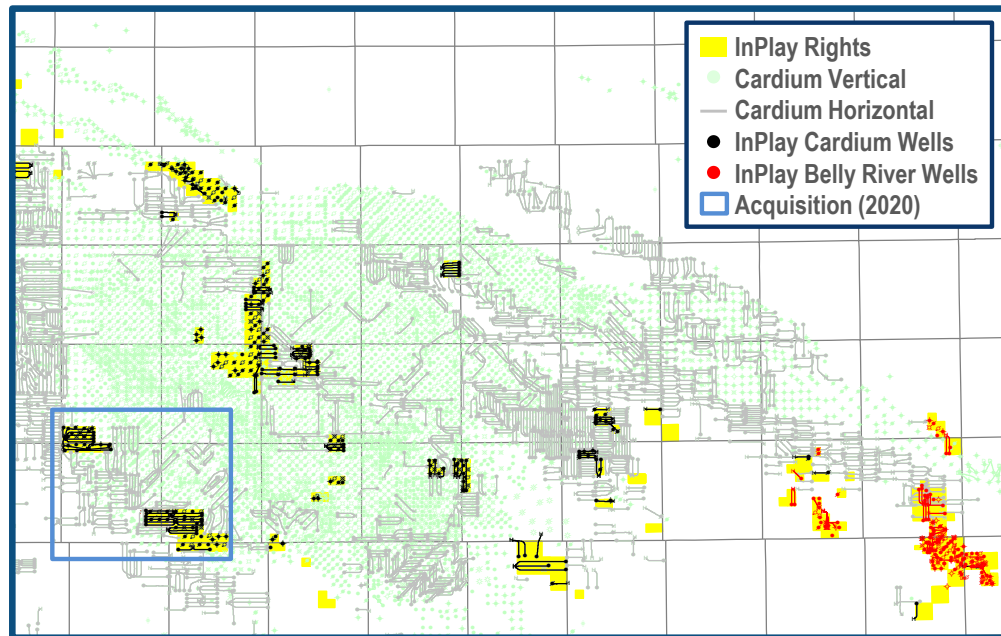 InPlay Rights
Cardium Vertical
Cardium Horizontal
InPlay Cardium Wells
InPlay Belly River Wells
Acquisition (2020)